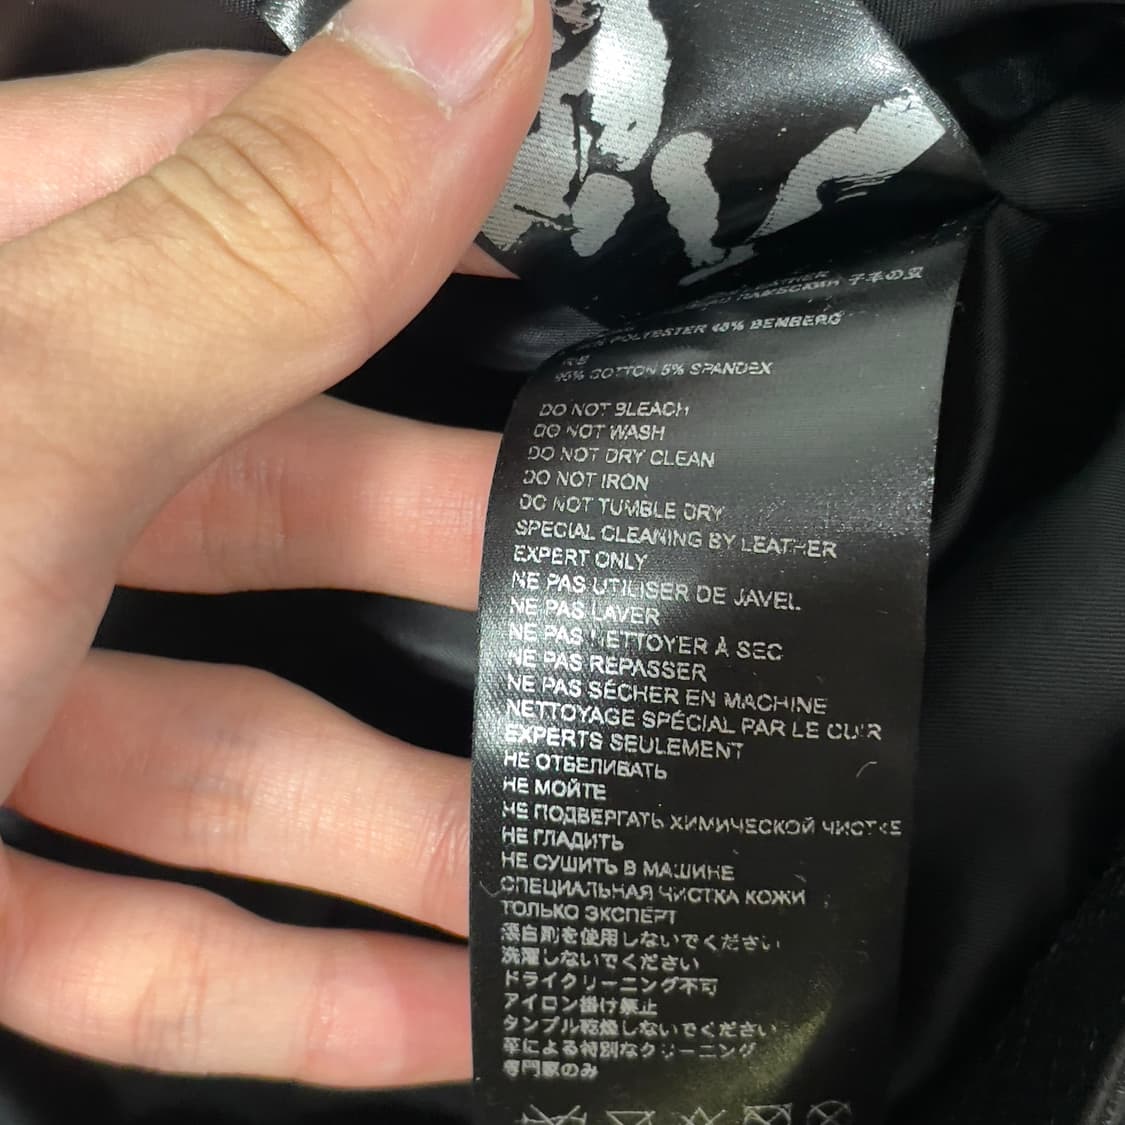 LEATHER
子羊の皮
POLYESTER 48% BEMBERG
RE
95% COTTON 5% SPANDEX
DO NOT BLEACH
DO NOT WASH
DO NOT DRY CLEAN
DO NOT IRON
DO NOT TUMBLE DRY
SPECIAL CLEANING BY LEATHER
EXPERT ONLY
NE PAS UTILISER DE JAVEL
NE PAS LAVER
NE PAS NETTOYER À SEC
NE PAS REPASSER
NE PAS SÉCHER EN MACHINE
NETTOYAGE SPÉCIAL PAR LE CUIR
EXPERTS SEULEMENT
НЕ ОТБЕЛИВАТЬ
НЕ МОЙТЕ
НЕ ПОДВЕРГАТЬ ХИМИЧЕСКОЙ ЧИСТКЕ
НЕ ГЛАДИТЬ
НЕ СУШИТЬ В МАШИНЕ
СПЕЦИАЛЬНАЯ ЧИСТКА КОЖИ
ТОЛЬКО ЭКСПЕРТ
漂白剤を使用しないでください
洗濯しないでください
ドライクリーニング不可
アイロン掛け禁止
タンブル乾燥しないでください
革による特別なクリーニング
専門家のみ